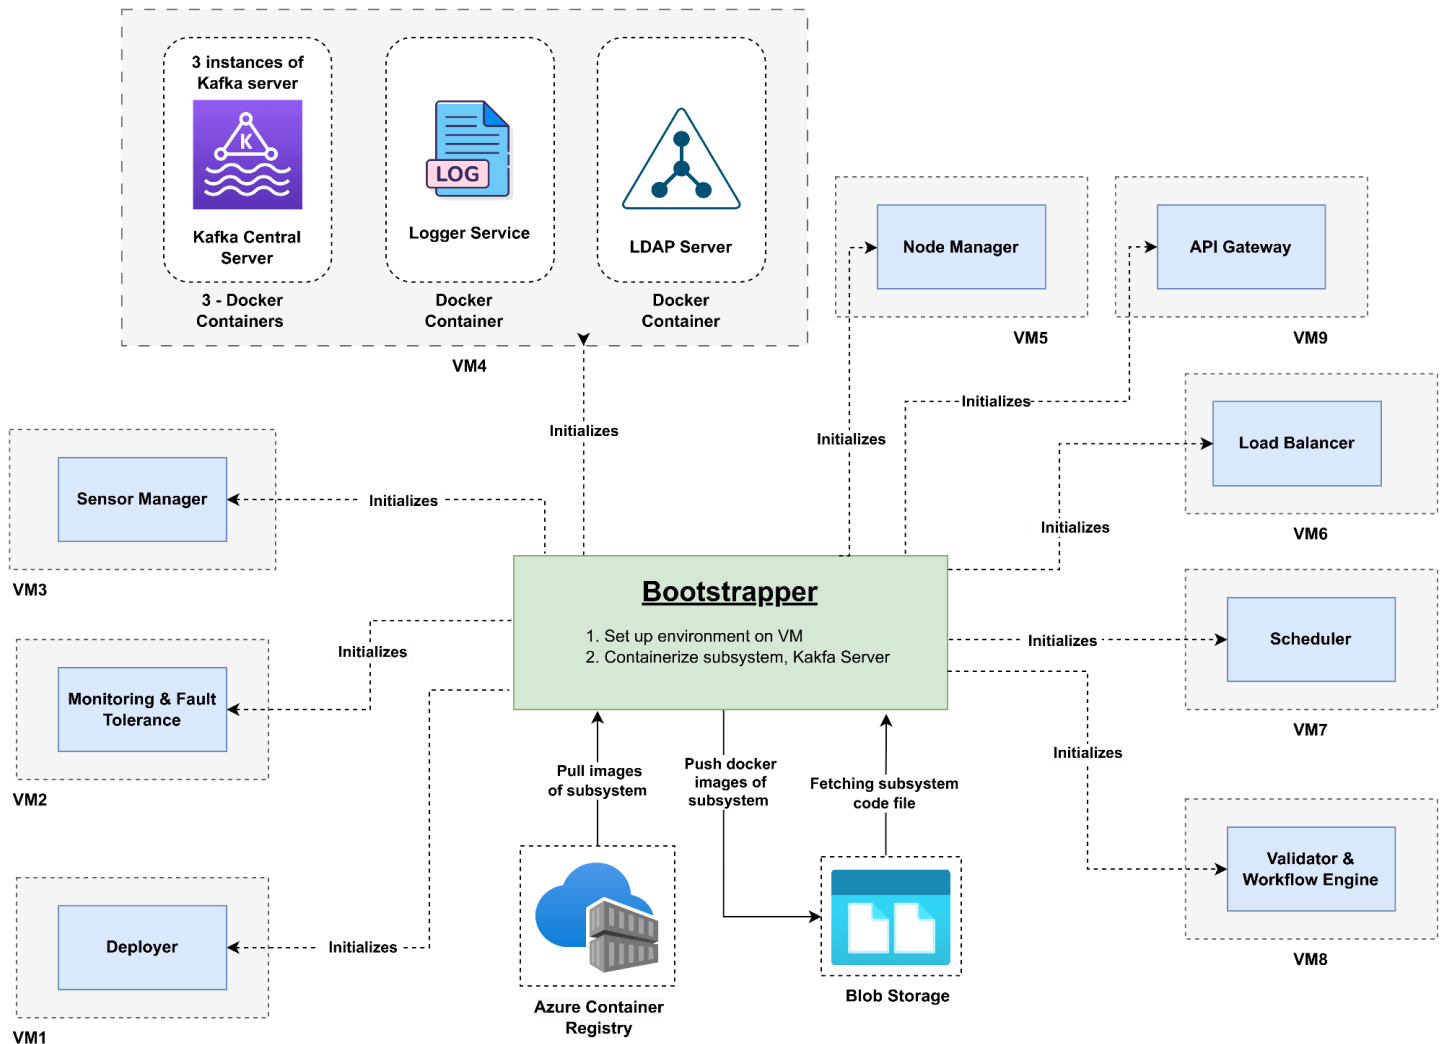 3 instances of
Kafka server
K
Kafka Central
Server
3 - Docker
Containers
LOG
Logger Service
Docker
Container
LDAP Server
Docker
Container
VM4
Node Manager
VM5
API Gateway
VM9
Initializes
Initializes
Initializes
Load Balancer
VM6
Sensor Manager
VM3
Initializes
Initializes
Bootstrapper
1. Set up environment on VM
2. Containerize subsystem, Kakfa Server
Initializes
Scheduler
VM7
Initializes
Monitoring & Fault
Tolerance
VM2
Initializes
Pull images
of subsystem
Push docker
images of
subsystem
Fetching subsystem
code file
Validator &
Workflow Engine
VM8
Initializes
Deployer
VM1
Azure Container
Registry
Blob Storage